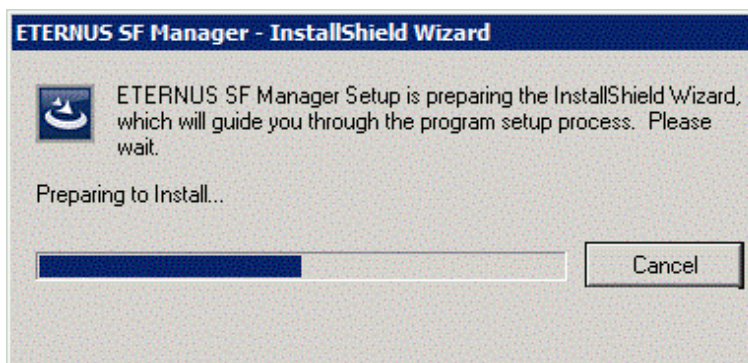 ETERNUS SF Manager - InstallShield Wizard
ETERNUS SF Manager Setup is preparing the InstallShield Wizard,
which will guide you through the program setup process.  Please
wait.
Preparing to Install...
Cancel